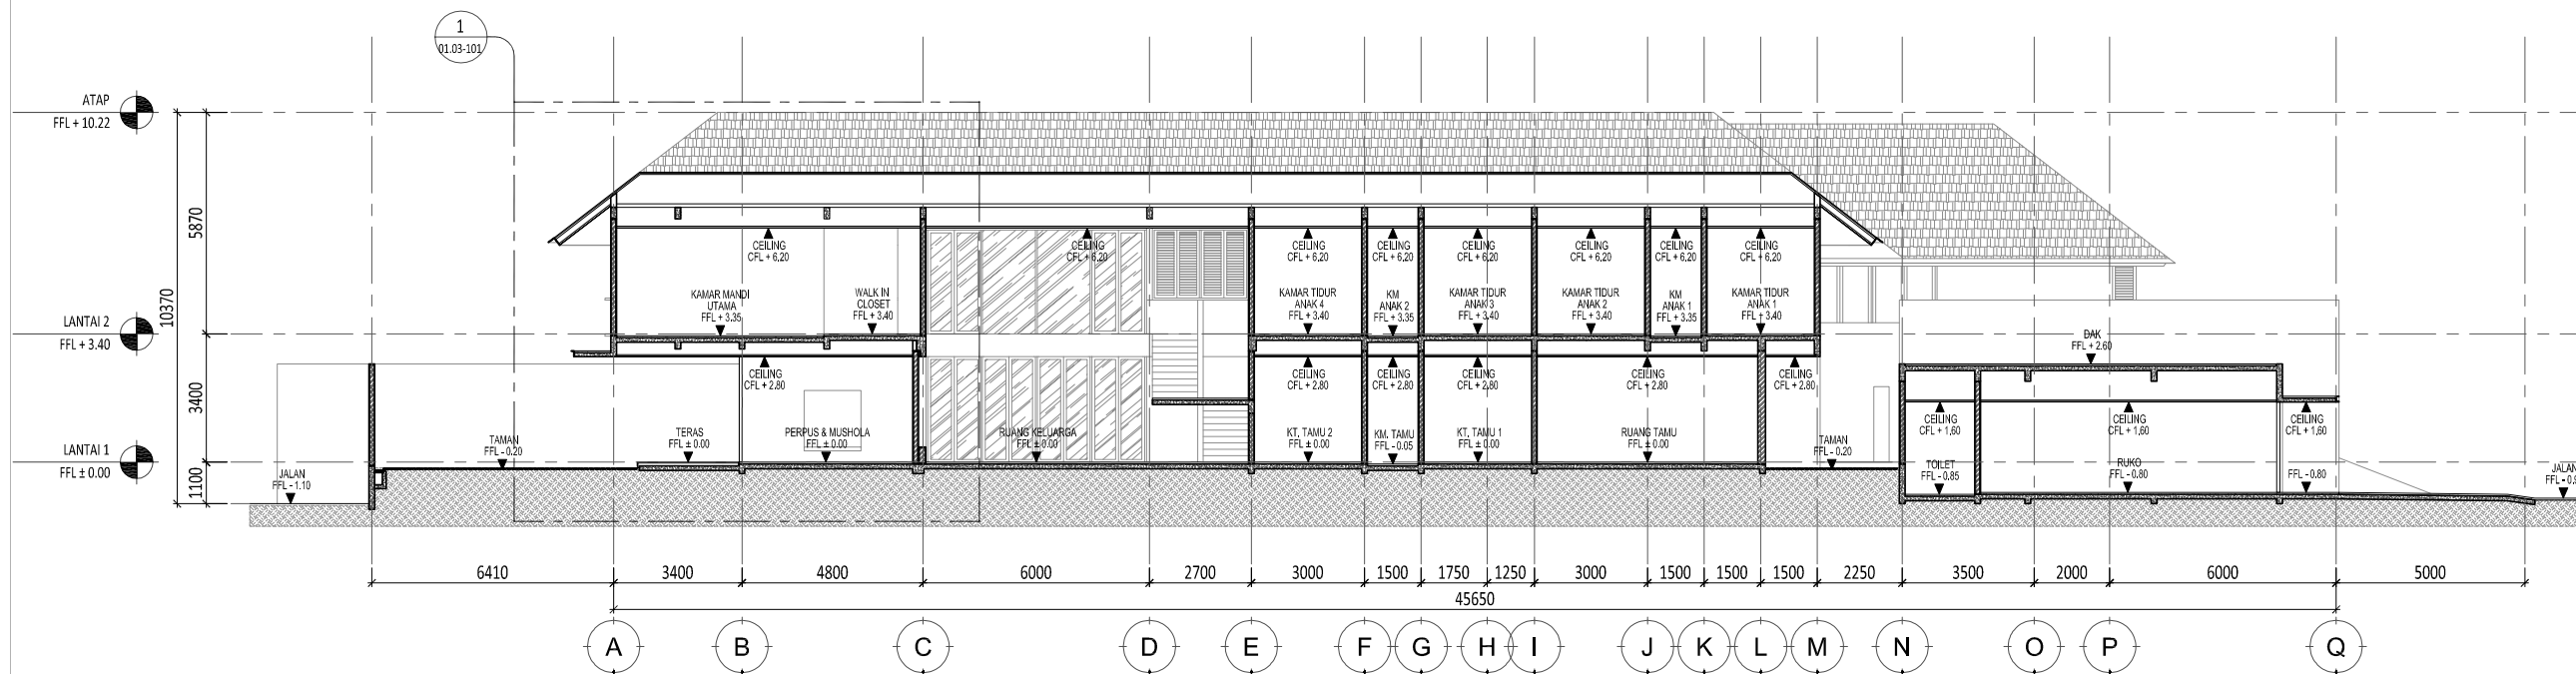 1
01.03-101
ATAP
FFL + 10.22
LANTAI 2
FFL + 3.40
LANTAI 1
FFL ± 0.00
5870
3400
1100
10370
CEILING
CFL + 6,20
CEILING
CFL + 6,20
CEILING
CFL + 6,20
CEILING
CFL + 6,20
CEILING
CFL + 6,20
CEILING
CFL + 6,20
CEILING
CFL + 6,20
CEILING
CFL + 6,20
KAMAR MANDI
UTAMA
FFL + 3.35
WALK IN
CLOSET
FFL + 3.40
KAMAR TIDUR
ANAK 4
FFL + 3.40
KM
ANAK 2
FFL + 3.35
KAMAR TIDUR
ANAK 3
FFL + 3.40
KAMAR TIDUR
ANAK 2
FFL + 3.40
KM
ANAK 1
FFL + 3.35
KAMAR TIDUR
ANAK 1
FFL + 3.40
DAK
FFL + 2.60
CEILING
CFL + 2.80
CEILING
CFL + 2.80
CEILING
CFL + 2.80
CEILING
CFL + 2.80
CEILING
CFL + 2.80
CEILING
CFL + 2.80
CEILING
CFL + 1,60
CEILING
CFL + 1,60
CEILING
CFL + 1,60
JALAN
FFL - 1.10
TAMAN
FFL -0.20
TERAS
FFL ± 0.00
PERPUS & MUSHOLA
FFL ± 0.00
RUANG KELUARGA
FFL ± 0.00
KT. TAMU 2
FFL ± 0.00
KM. TAMU
FFL - 0.05
KT. TAMU 1
FFL ± 0.00
RUANG TAMU
FFL ± 0.00
TAMAN
FFL -0.20
TOILET
FFL -0.85
RUKO
FFL -0.80
FFL -0.80
JALAN
6410
3400
4800
6000
2700
3000
1500
1750
1250
3000
1500
1500
1500
2250
3500
2000
6000
5000
45650
A
B
C
D
E
F
G
H
I
J
K
L
M
N
O
P
Q